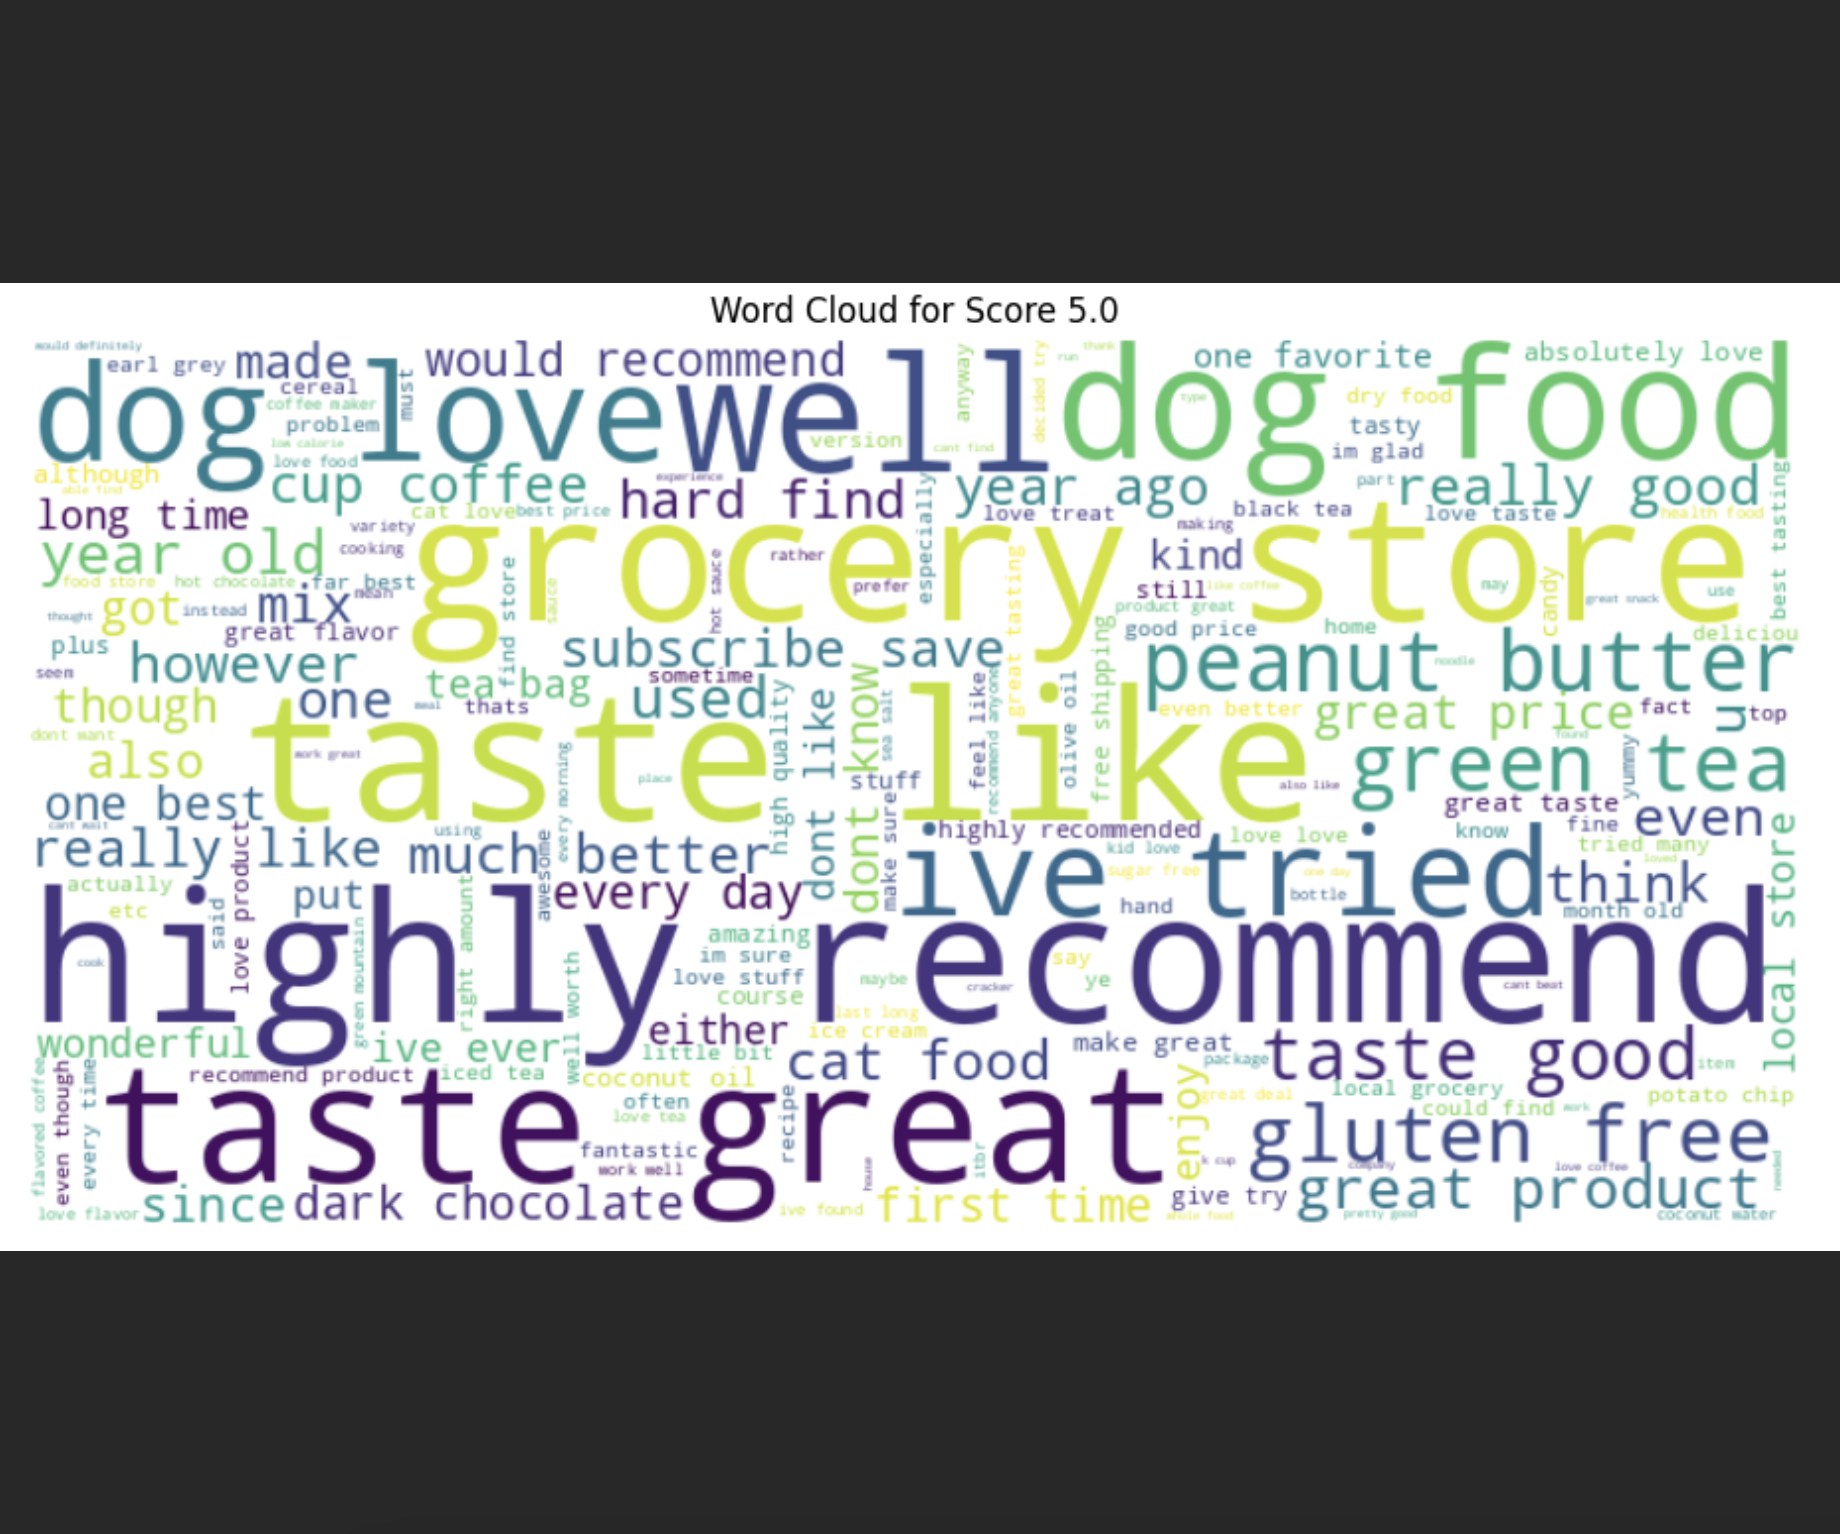 Word Cloud for Score 5.0
would definitely
earl grey
made
would recommend
cereal
must
coffee maker
problem
low calorie
love food
dog love
well
version
cant find
anyway
decided try
run
thank
dog food
type
one favorite
absolutely love
dry food
tasty
im glad
although
able find
cup coffee
experience
hard find
especially
year ago
part
really good
best tasting
long time
variety
cat love
best price
love treat
making
black tea
love taste
health food
year old
cooking
grocery store
rather
prefer
kind
still
like coffee
may
candy
great snack
use
food store
hot chocolate
far best
mean
find store
sauce
hot sauce
great tasting
product great
thought
got
instead
mix
great flavor
good price
home
deliciou
plus
however
subscribe save
free shipping
peanut butter
noodle
seem
tea bag
sometime
though
one
meal
thats
used
high quality
dont like
dont know
sea salt
feel like
recommend anyone
olive oil
even better
great price
fact
u
top
dont want
also
work great
taste like
place
every morning
stuff
also like
green tea
found
yummy
one best
great taste
cant wait
really like
using
much better
awesome
make sure
highly recommended
love love
know
fine
even
local store
kid love
tried many
loved
actually
love product
put
every day
ive tried
sugar free
one day
bottle
think
month old
etc
said
right amount
hand
highly recommend
cook
green mountain
well worth
amazing
im sure
love stuff
course
maybe
say
ye
cracker
cant beat
wonderful
ive ever
either
last long
ice cream
little bit
cat food
make great
package
taste good
item
flavored coffee
even though
every time
recommend product
iced tea
coconut oil
often
love tea
recipe
enjoy
great deal
local grocery
could find
work
potato chip
taste great
fantastic
work well
house
itbr
k cup
gluten free
company
love coffee
needed
love flavor
since
dark chocolate
ive found
first time
give try
whole food
great product
pretty good
coconut water